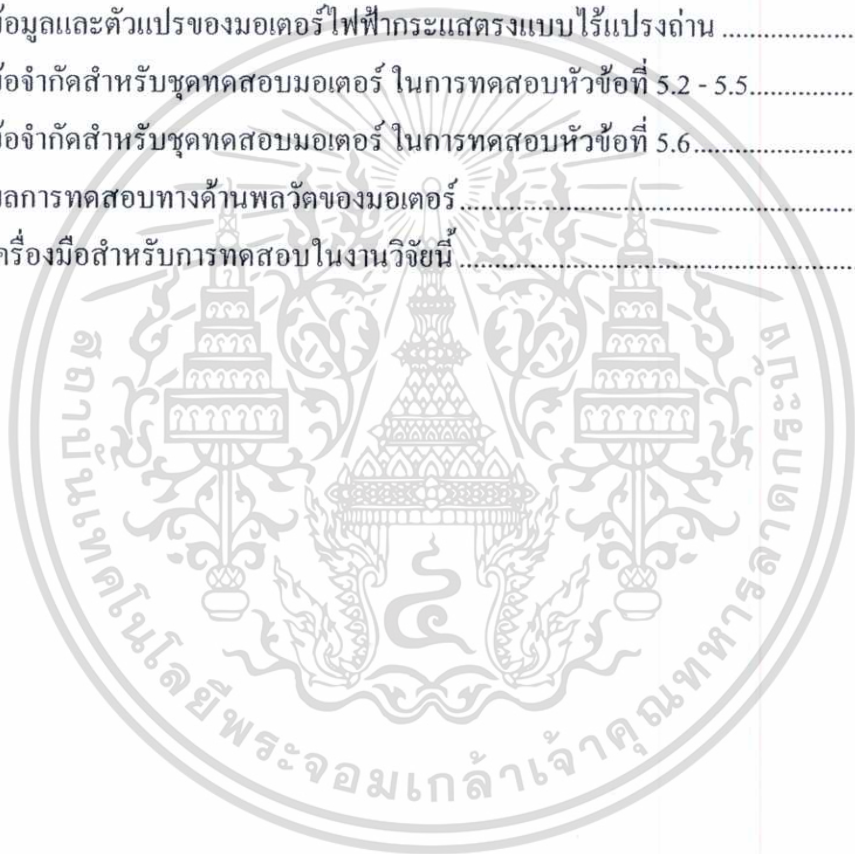 ข้อมูลและตัวแปรของมอเตอร์ไฟฟ้ากระแสตรงแบบไร้แปรงถ่าน ..................
ข้อจำกัดสำหรับชุดทดสอบมอเตอร์ ในการทดสอบหัวข้อที่ 5.2 - 5.5..............
ข้อจำกัดสำหรับชุดทดสอบมอเตอร์ ในการทดสอบหัวข้อที่ 5.6......................
ผลการทดสอบทางด้านพลวัตของมอเตอร์.......................................................
เครื่องมือสำหรับการทดสอบในงานวิจัยนี้.......................................................
สถาบันเทคโนโลยีพระจอมเกล้าเจ้าคุณทหารลาดกระบัง